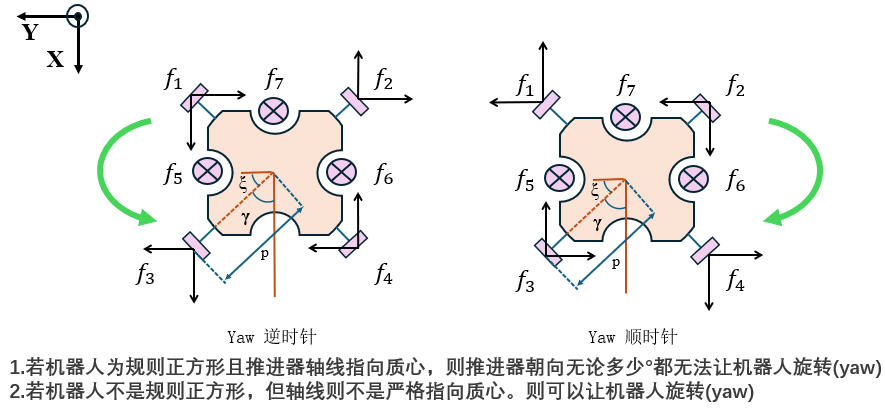 Y
X
f1 f7 f2
f5 ξ f6
γ
p
f3 f4
Yaw 逆时针
f1 f7 f2
f5 ξ f6
γ
p
f3 f4
Yaw 顺时针
1.若机器人为规则正方形且推进器轴线指向质心，则推进器朝向无论多少°都无法让机器人旋转(yaw)
2.若机器人不是规则正方形，但轴线则不是严格指向质心。则可以让机器人旋转(yaw)